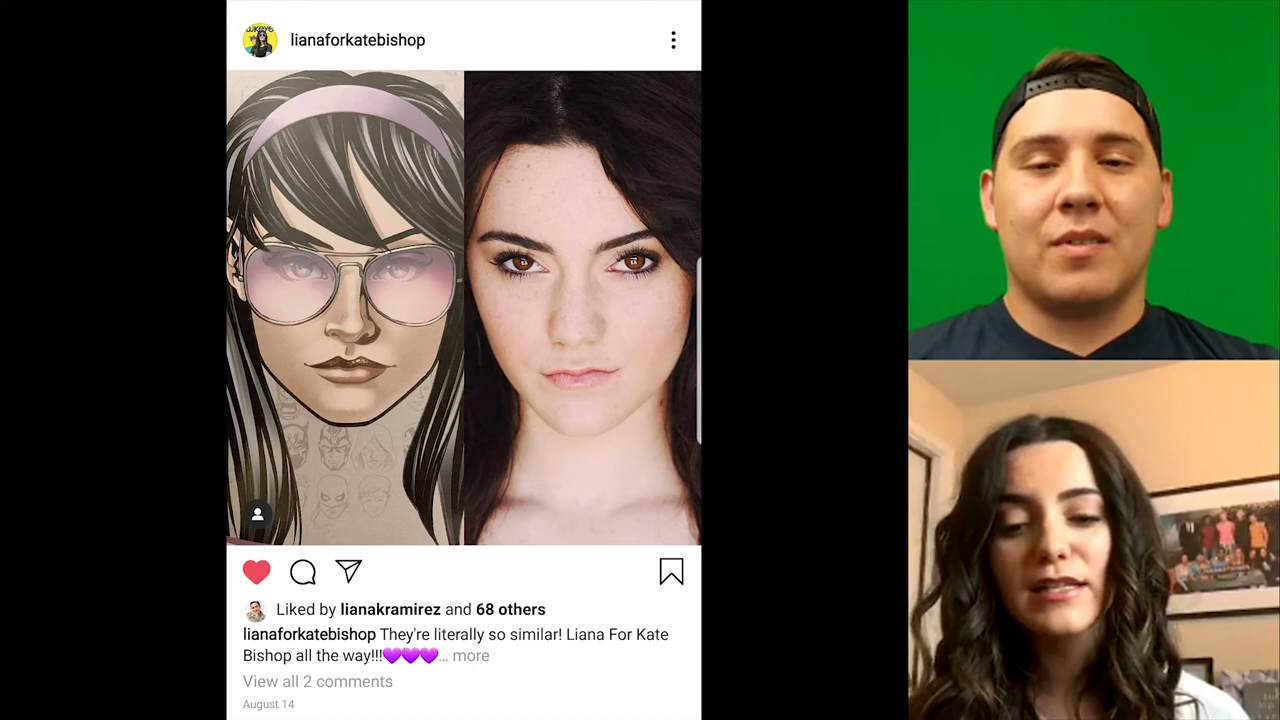 lianaforkatebishop
Liked by lianakramirez and 68 others
lianaforkatebishop They're literally so similar! Liana For Kate
Bishop all the way!!!💜💜💜... more
View all 2 comments
August 14